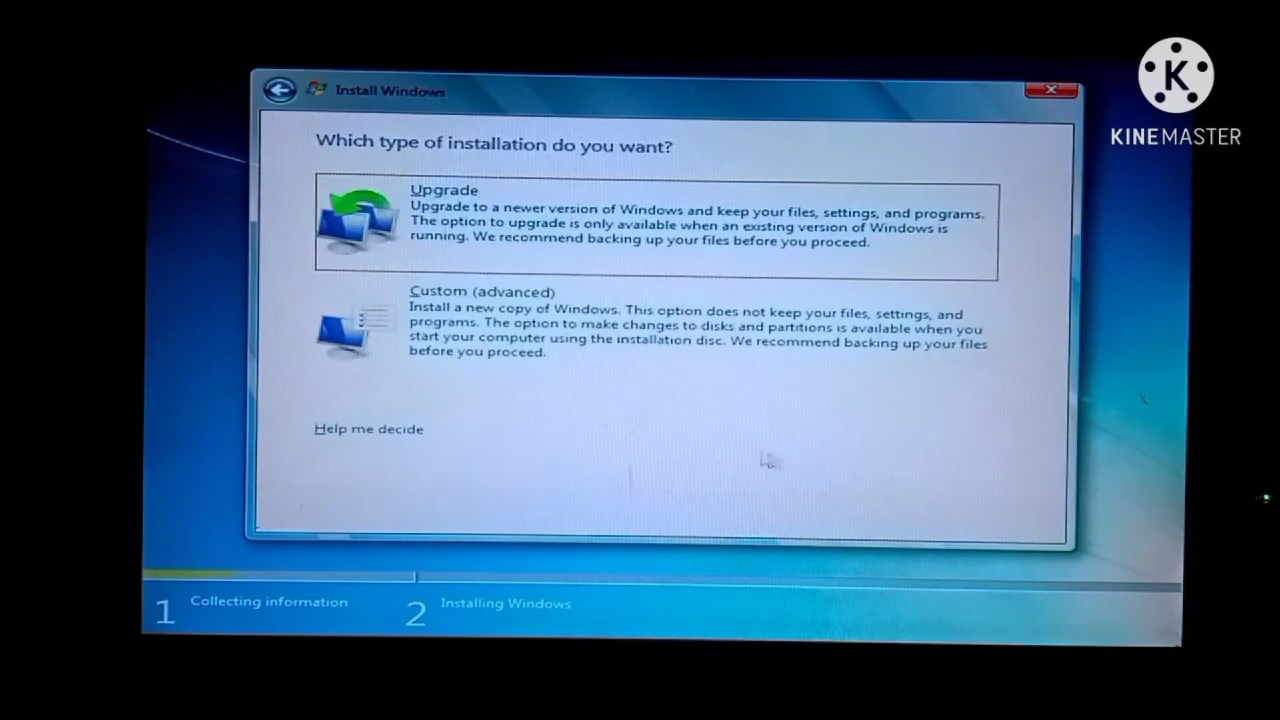 K
KINEMASTER
Install Windows
Which type of installation do you want?
Upgrade
Upgrade to a newer version of Windows and keep your files, settings, and programs.
The option to upgrade is only available when an existing version of Windows is
running. We recommend backing up your files before you proceed.
Custom (advanced)
Install a new copy of Windows. This option does not keep your files, settings, and
programs. The option to make changes to disks and partitions is available when you
start your computer using the installation disc. We recommend backing up your files
before you proceed.
Help me decide
1 Collecting information
2 Installing Windows